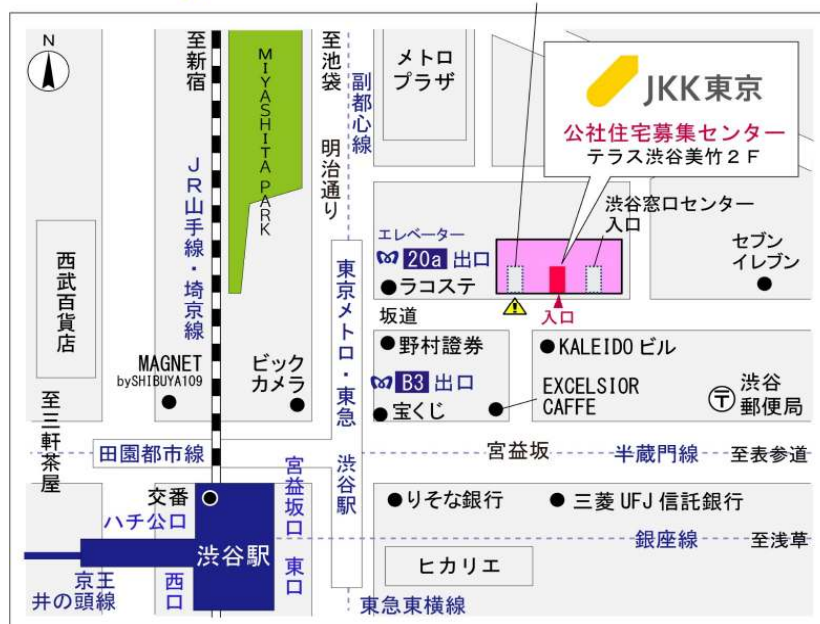 N
至新宿
MIYASHITA PARK
至池袋
副都心線
明治通り
メトロ
プラザ
JKK東京
公社住宅募集センター
テラス渋谷美竹2F
JR山手線・埼京線
渋谷窓口センター
入口
エレベーター
20a 出口
ラコステ
セブン
イレブン
西武百貨店
東京メトロ・東急 渋谷駅
入口
坂道
野村證券
KALEIDO ビル
MAGNET
bySHIBUYA109
ビック
カメラ
B3 出口
宝くじ
EXCELSIOR
CAFFE
〒
渋谷
郵便局
至三軒茶屋
田園都市線
宮益坂
半蔵門線
至表参道
交番
ハチ公口
宮益坂口
りそな銀行
三菱UFJ信託銀行
渋谷駅
銀座線
至浅草
京王
井の頭線
西口
東口
ヒカリエ
東急東横線